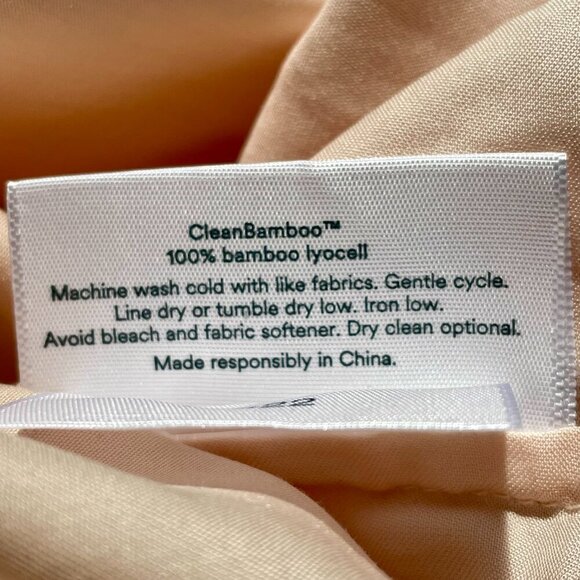 CleanBamboo™
100% bamboo lyocell
Machine wash cold with like fabrics. Gentle cycle.
Line dry or tumble dry low. Iron low.
Avoid bleach and fabric softener. Dry clean optional.
Made responsibly in China.